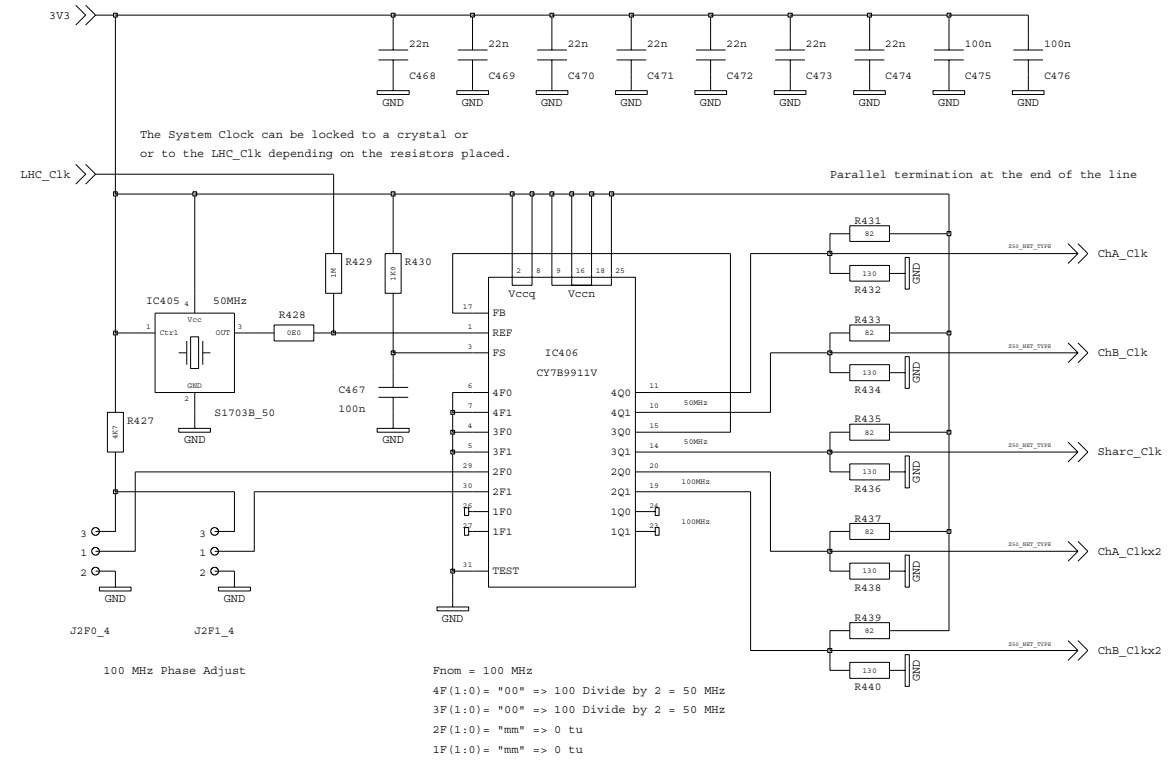 3V3
22n 22n 22n 22n 22n 22n 22n 100n 100n
C468 C469 C470 C471 C472 C473 C474 C475 C476
GND GND GND GND GND GND GND GND GND
The System Clock can be locked to a crystal or
or to the LHC_Clk depending on the resistors placed.
LHC_Clk
Parallel termination at the end of the line
R431
82
Z50_NET_TYPE
ChA_Clk
130
GND
R432
R429
1M
R430
1K0
2 8 9 16 18 25
Vccq Vccn
IC405 4 50MHz
Vcc
1 Ctrl OUT 3
GND
2
S1703B_50
GND
R428
0E0
17 FB
1 REF
3 FS
IC406
CY7B9911V
R433
82
Z50_NET_TYPE
ChB_Clk
130
GND
R434
C467
100n
GND
R427
4K7
6 4F0
7 4F1
4 3F0
5 3F1
29 2F0
30 2F1
26 1F0
27 1F1
31 TEST
GND
4Q0 11
4Q1 10 50MHz
3Q0 15
3Q1 14 50MHz
2Q0 20
2Q1 19 100MHz
1Q0 24
1Q1 23 100MHz
R435
82
Z50_NET_TYPE
Sharc_Clk
130
GND
R436
R437
82
Z50_NET_TYPE
ChA_Clkx2
130
GND
R438
R439
82
Z50_NET_TYPE
ChB_Clkx2
130
GND
R440
3 3
1 1
2 2
GND GND
J2F0_4 J2F1_4
100 MHz Phase Adjust
Fnom = 100 MHz
4F(1:0)= "00" => 100 Divide by 2 = 50 MHz
3F(1:0)= "00" => 100 Divide by 2 = 50 MHz
2F(1:0)= "mm" => 0 tu
1F(1:0)= "mm" => 0 tu